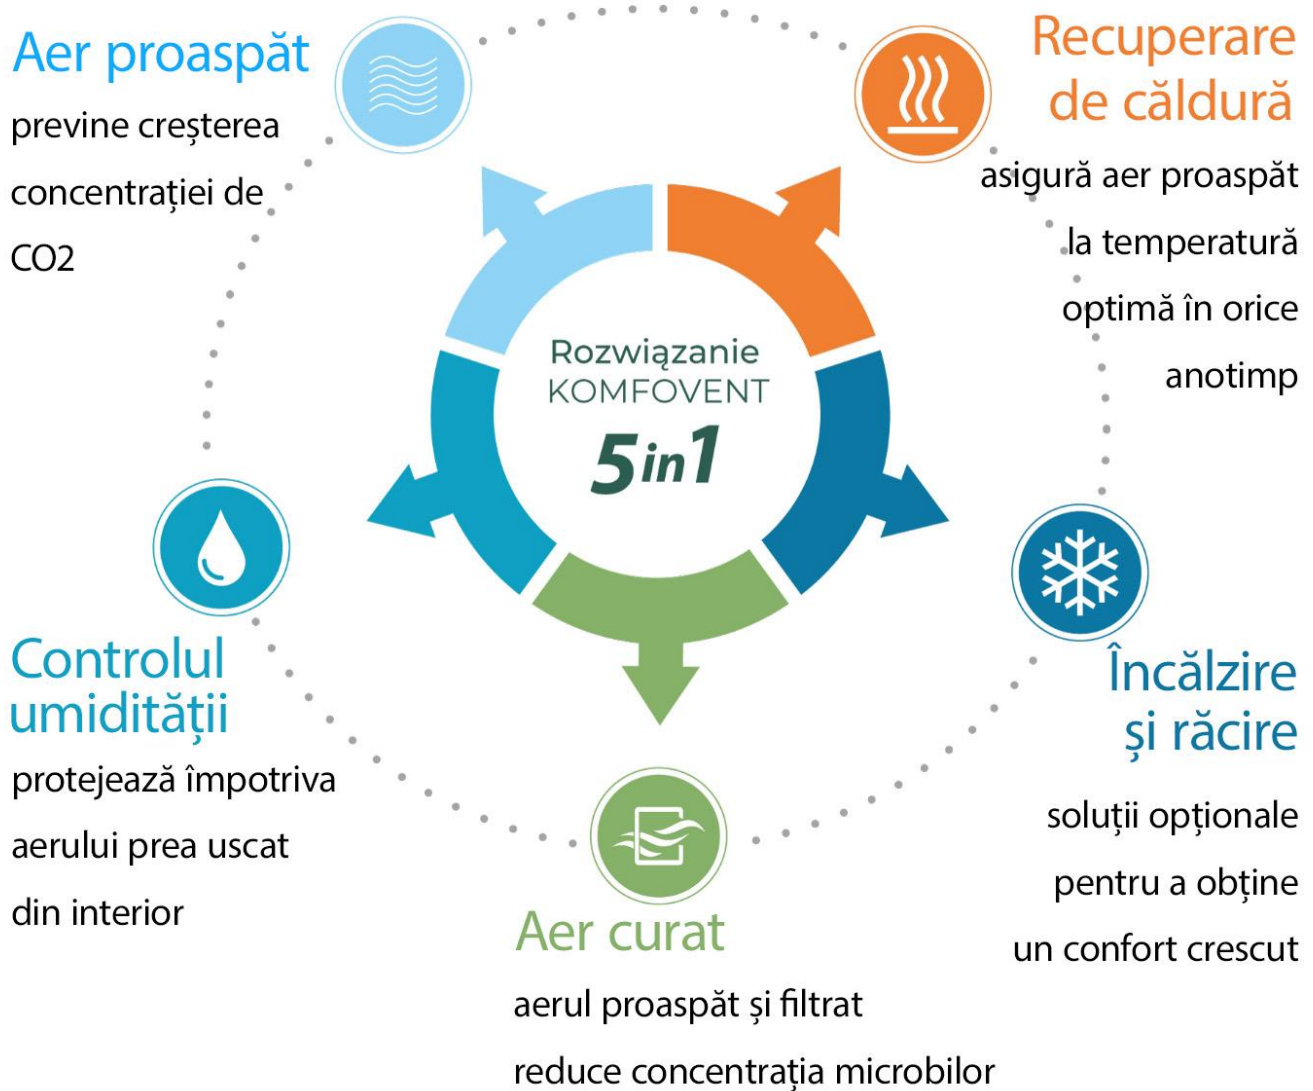 Aer proaspăt
previne creșterea
concentrației de
CO2
Recuperare
de căldură
asigură aer proaspăt
la temperatură
optimă în orice
anotimp
Rozwiązanie
KOMFOVENT
5in1
Controlul
umidității
protejează împotriva
aerului prea uscat
din interior
Încălzire
și răcire
soluții opționale
pentru a obține
un confort crescut
Aer curat
aerul proaspăt și filtrat
reduce concentrația microbilor